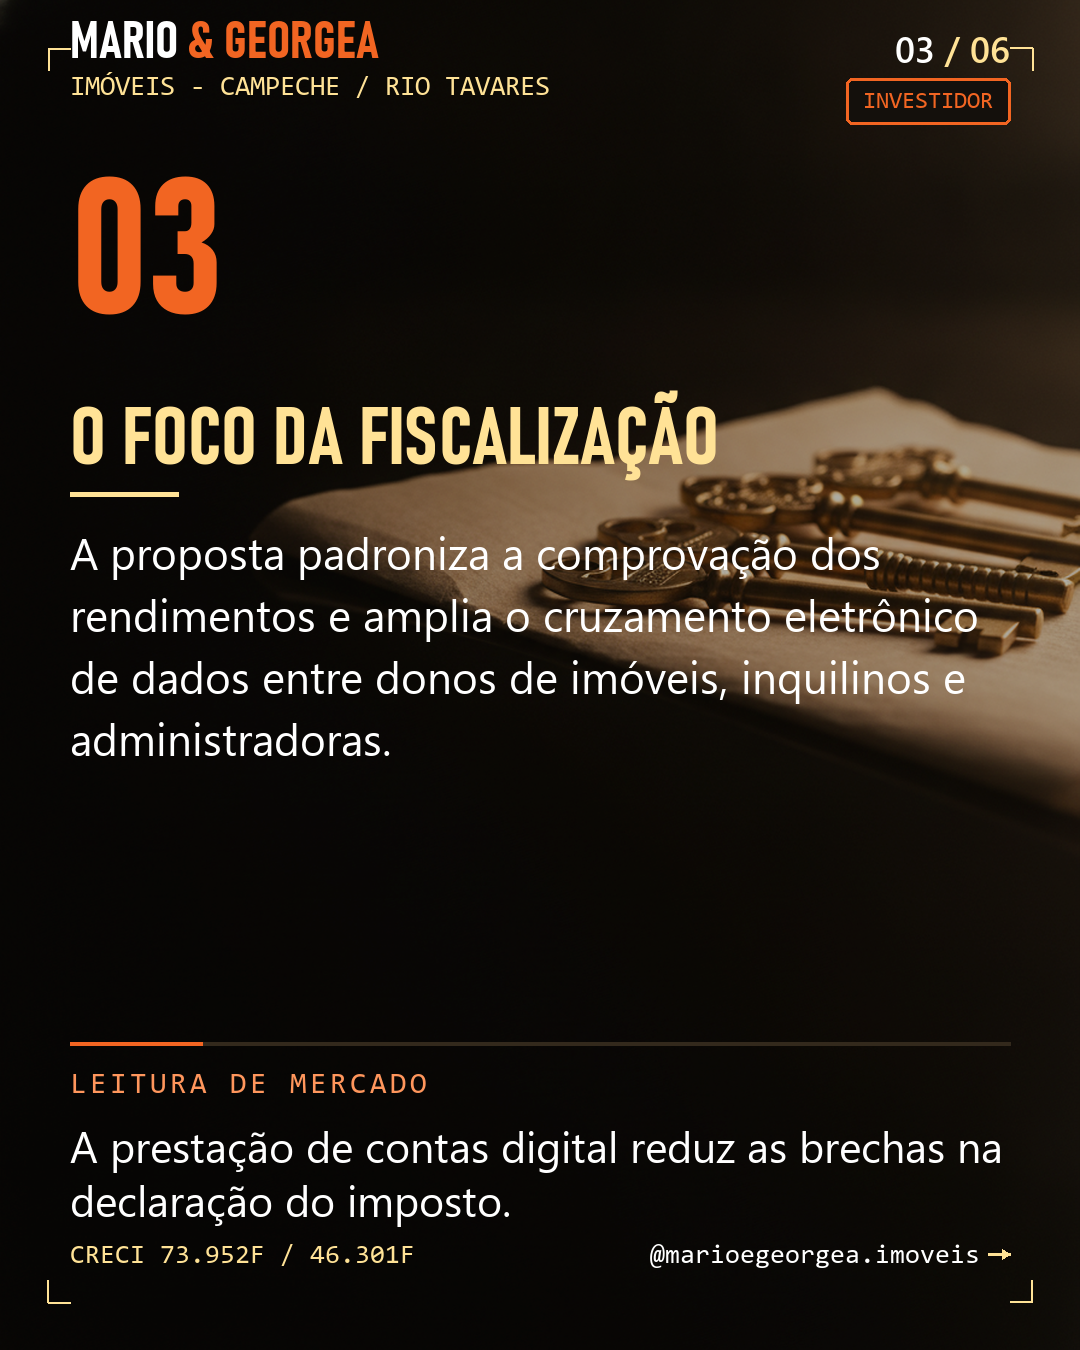 MARIO & GEORGEA
IMÓVEIS - CAMPECHE / RIO TAVARES
03 / 06
INVESTIDOR
03
O FOCO DA FISCALIZAÇÃO
A proposta padroniza a comprovação dos
rendimentos e amplia o cruzamento eletrônico
de dados entre donos de imóveis, inquilinos e
administradoras.
LEITURA DE MERCADO
A prestação de contas digital reduz as brechas na
declaração do imposto.
CRECI 73.952F / 46.301F
@marioegeorgea.imoveis